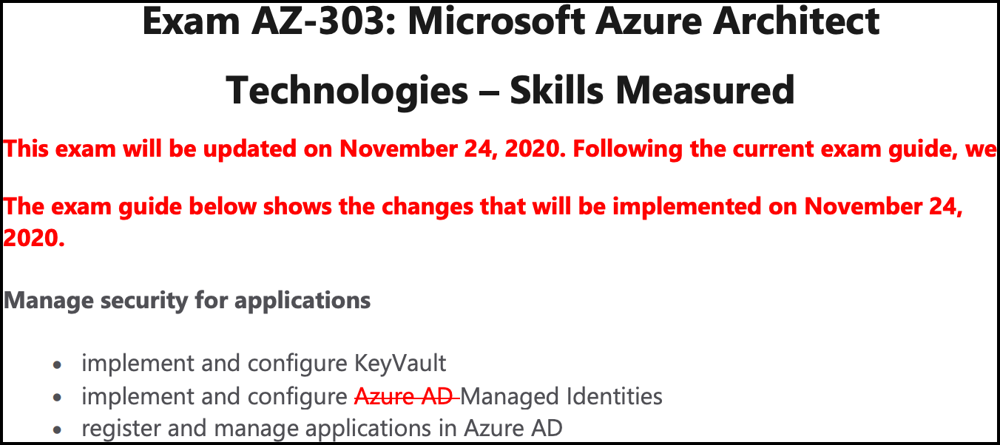 Exam AZ-303: Microsoft Azure Architect
Technologies – Skills Measured
This exam will be updated on November 24, 2020. Following the current exam guide, we
The exam guide below shows the changes that will be implemented on November 24,
2020.
Manage security for applications
• implement and configure KeyVault
• implement and configure Azure AD Managed Identities
• register and manage applications in Azure AD